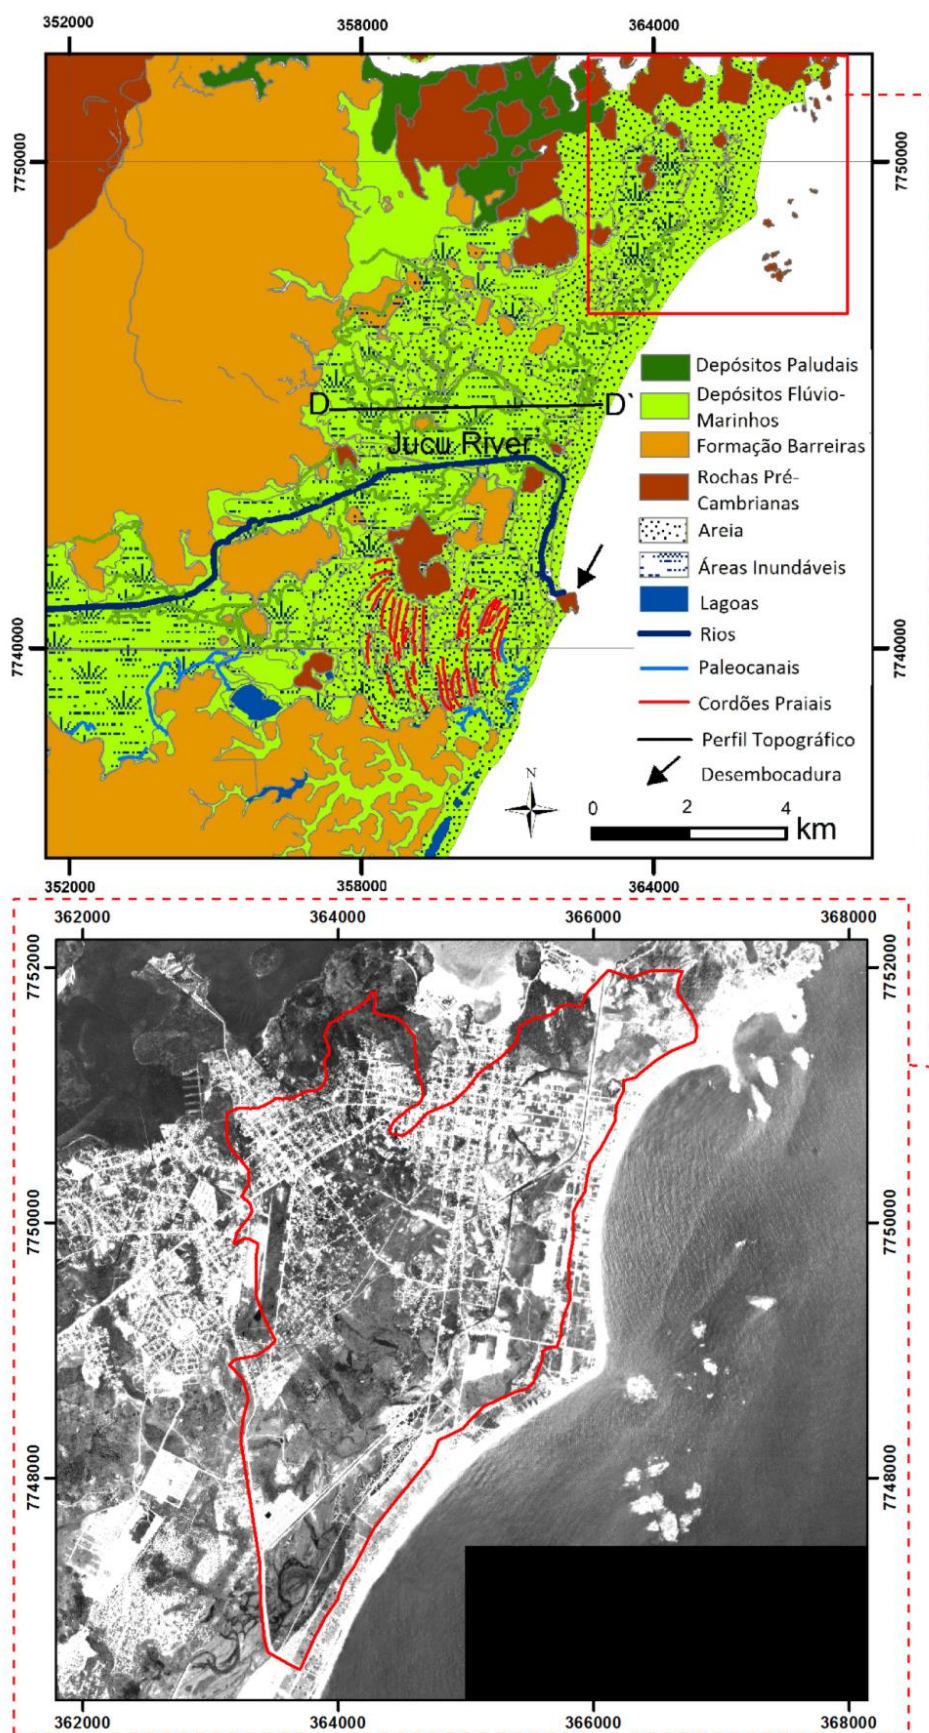 352000 358000 364000
7750000 7750000
Depósitos Paludais
D D`
Depósitos Flúvio-
Marinhos
Jucu River
Formação Barreiras
Rochas Pré-
Cambrianas
Areia
Áreas Inundáveis
Lagoas
Rios
7740000 7740000
Paleocanais
Cordões Praiais
Perfil Topográfico
N
Desembocadura
0 2 4
km
352000 358000 364000
362000 364000 366000 368000
7752000 7752000
7750000 7750000
7748000 7748000
362000 364000 366000 368000